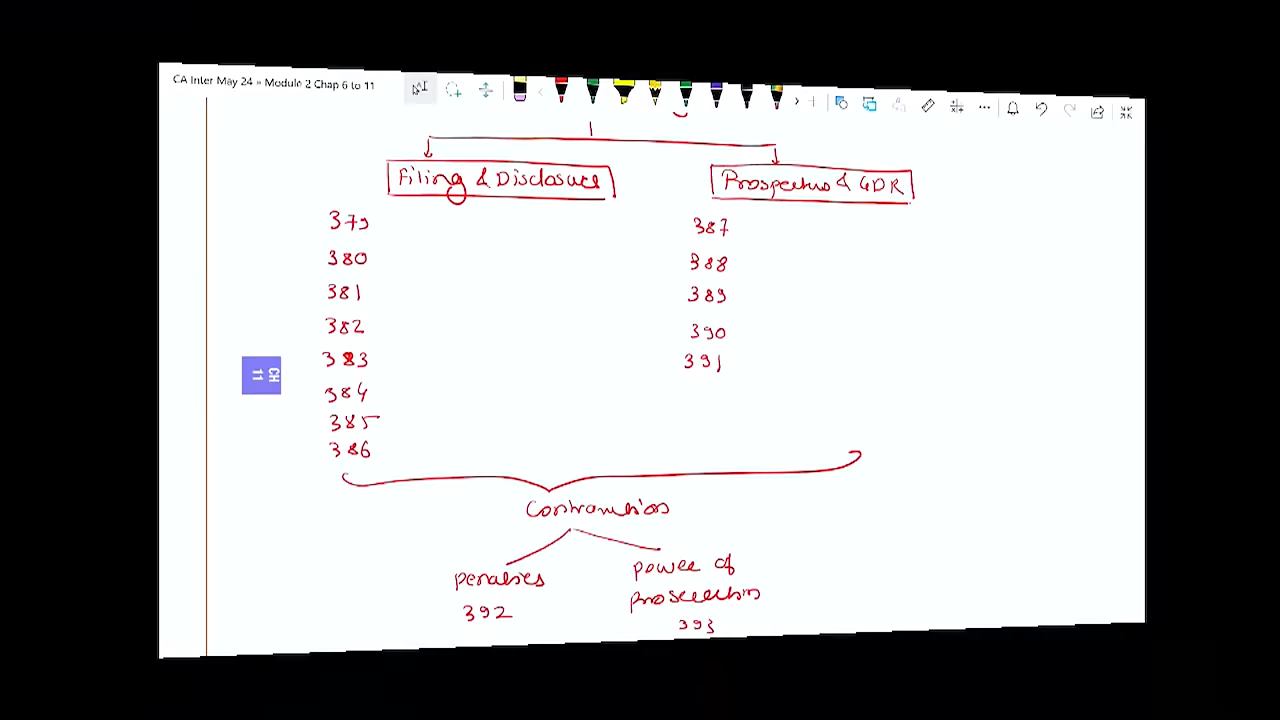 CA Inter May 24 » Module 2 Chap 6 to 11
Filing & Disclosure
Prospectus & GDR
379
380
381
382
383
384
385
386
387
388
389
390
391
CH
11
Contravention
penalties
392
power of
prosecution
393